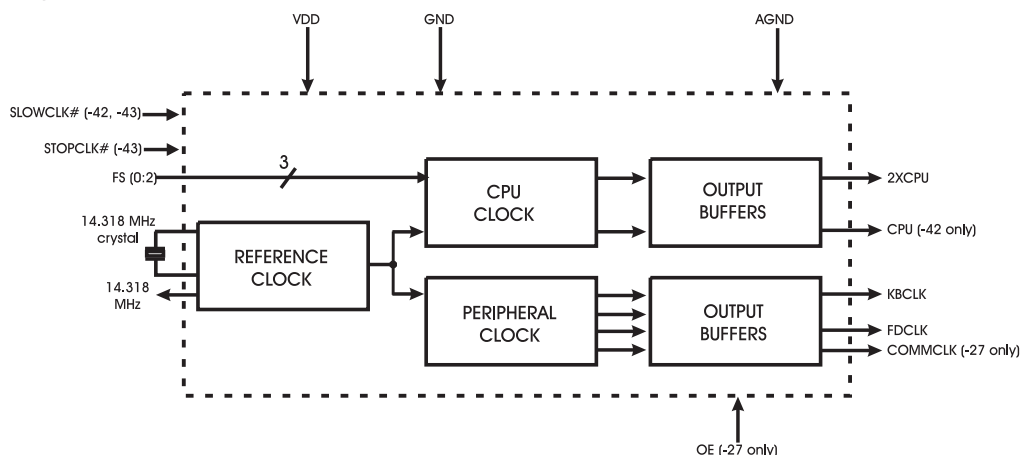 VDD
GND
AGND
SLOWCLK# (-42, -43)
STOPCLK# (-43)
FS (0:2)
3
14.318 MHz
crystal
14.318
MHz
REFERENCE
CLOCK
CPU
CLOCK
OUTPUT
BUFFERS
2XCPU
CPU (-42 only)
PERIPHERAL
CLOCK
OUTPUT
BUFFERS
KBCLK
FDCLK
COMMCLK (-27 only)
OE (-27 only)